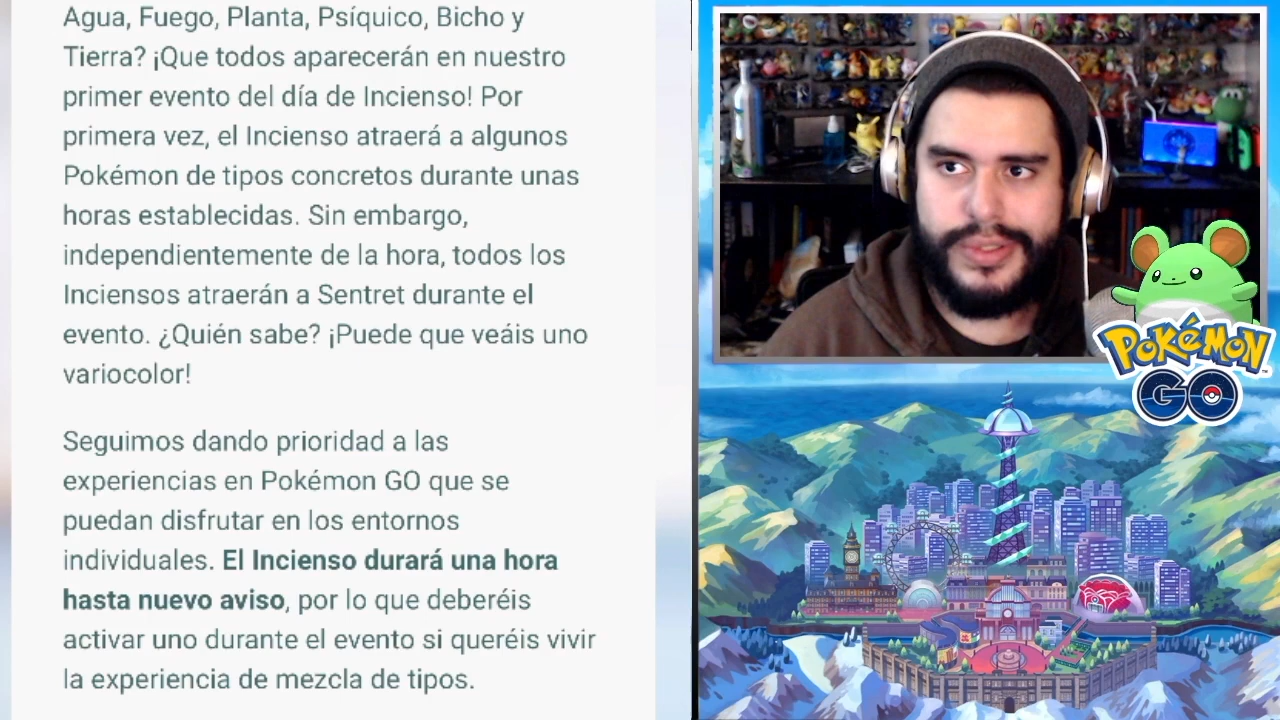 Agua, Fuego, Planta, Psíquico, Bicho y
Tierra? ¡Que todos aparecerán en nuestro
primer evento del día de Incienso! Por
primera vez, el Incienso atraerá a algunos
Pokémon de tipos concretos durante unas
horas establecidas. Sin embargo,
independientemente de la hora, todos los
Inciensos atraerán a Sentret durante el
evento. ¿Quién sabe? ¡Puede que veáis uno
variocolor!
Seguimos dando prioridad a las
experiencias en Pokémon GO que se
puedan disfrutar en los entornos
individuales. El Incienso durará una hora
hasta nuevo aviso, por lo que deberéis
activar uno durante el evento si queréis vivir
la experiencia de mezcla de tipos.
POKÉMON
GO